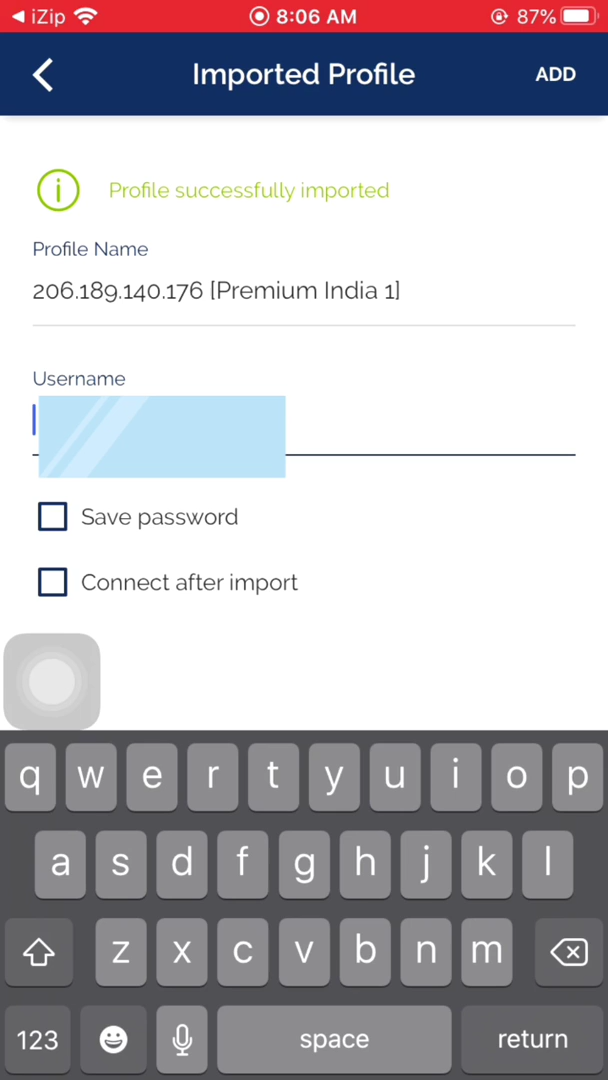 iZip 8:06 AM 87%
Imported Profile ADD
i Profile successfully imported
Profile Name
206.189.140.176 [Premium India 1]
Username
Save password
Connect after import
q w e r t y u i o p
a s d f g h j k l
z x c v b n m
123 space return